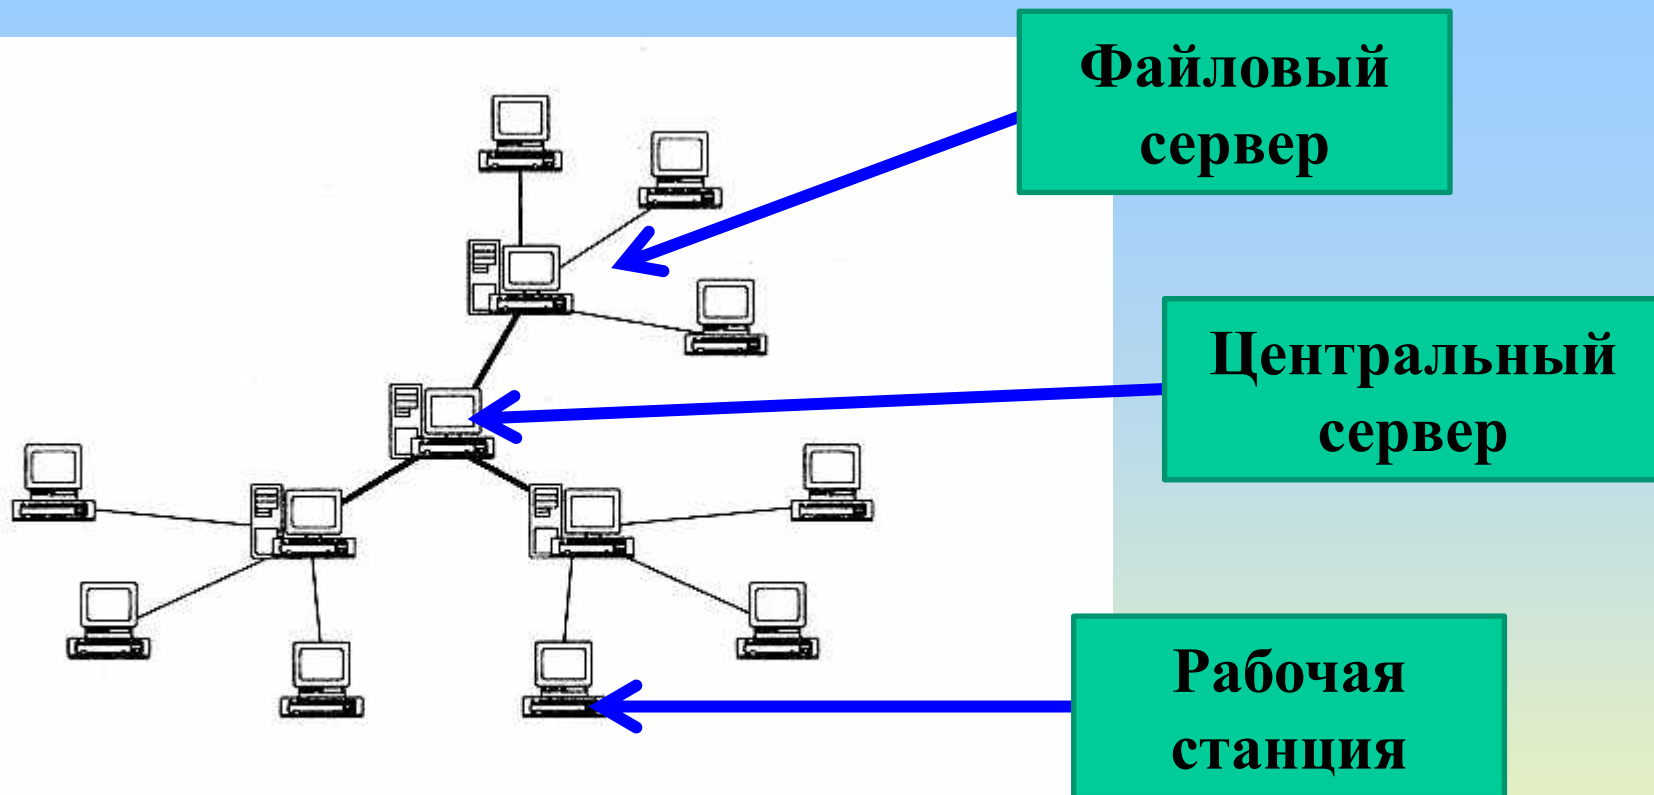 Файловый
сервер
Центральный
сервер
Рабочая
станция